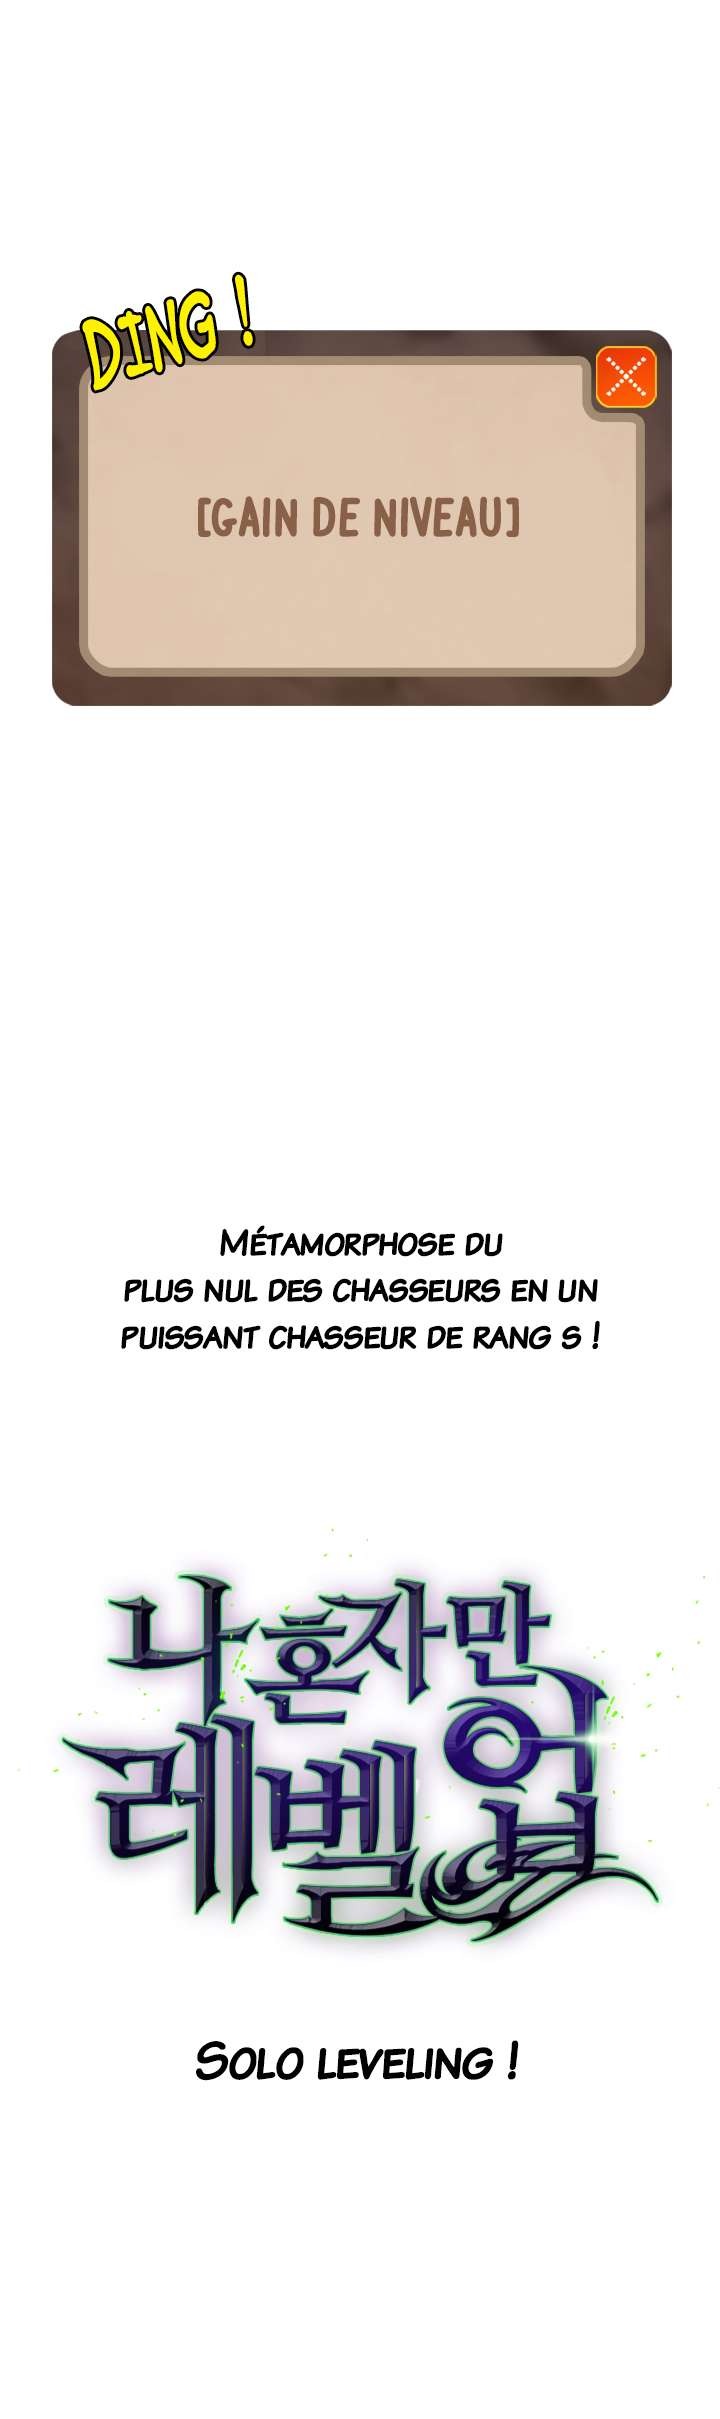 DING !
[GAIN DE NIVEAU]
MÉTAMORPHOSE DU
PLUS NUL DES CHASSEURS EN UN
PUISSANT CHASSEUR DE RANG S !
나 혼자만
레벨업
SOLO LEVELING !